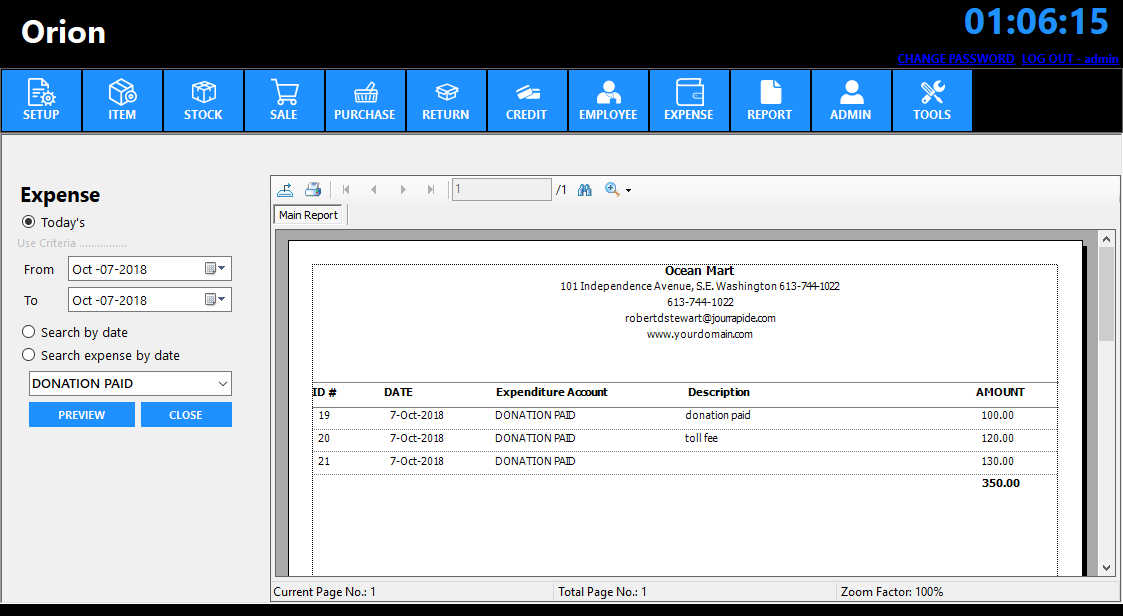 Orion
01:06:15
CHANGE PASSWORD LOG OUT - admin
SETUP ITEM STOCK SALE PURCHASE RETURN CREDIT EMPLOYEE EXPENSE REPORT ADMIN TOOLS
Expense
Today's
Use Criteria ................
From Oct -07-2018
To Oct -07-2018
Search by date
Search expense by date
DONATION PAID
PREVIEW CLOSE
1 /1
Main Report
Ocean Mart
101 Independence Avenue, S.E. Washington 613-744-1022
613-744-1022
robertdstewart@jourrapide.com
www.yourdomain.com
ID # DATE Expenditure Account Description AMOUNT
19 7-Oct-2018 DONATION PAID donation paid 100.00
20 7-Oct-2018 DONATION PAID toll fee 120.00
21 7-Oct-2018 DONATION PAID 130.00
350.00
Current Page No.: 1 Total Page No.: 1 Zoom Factor: 100%